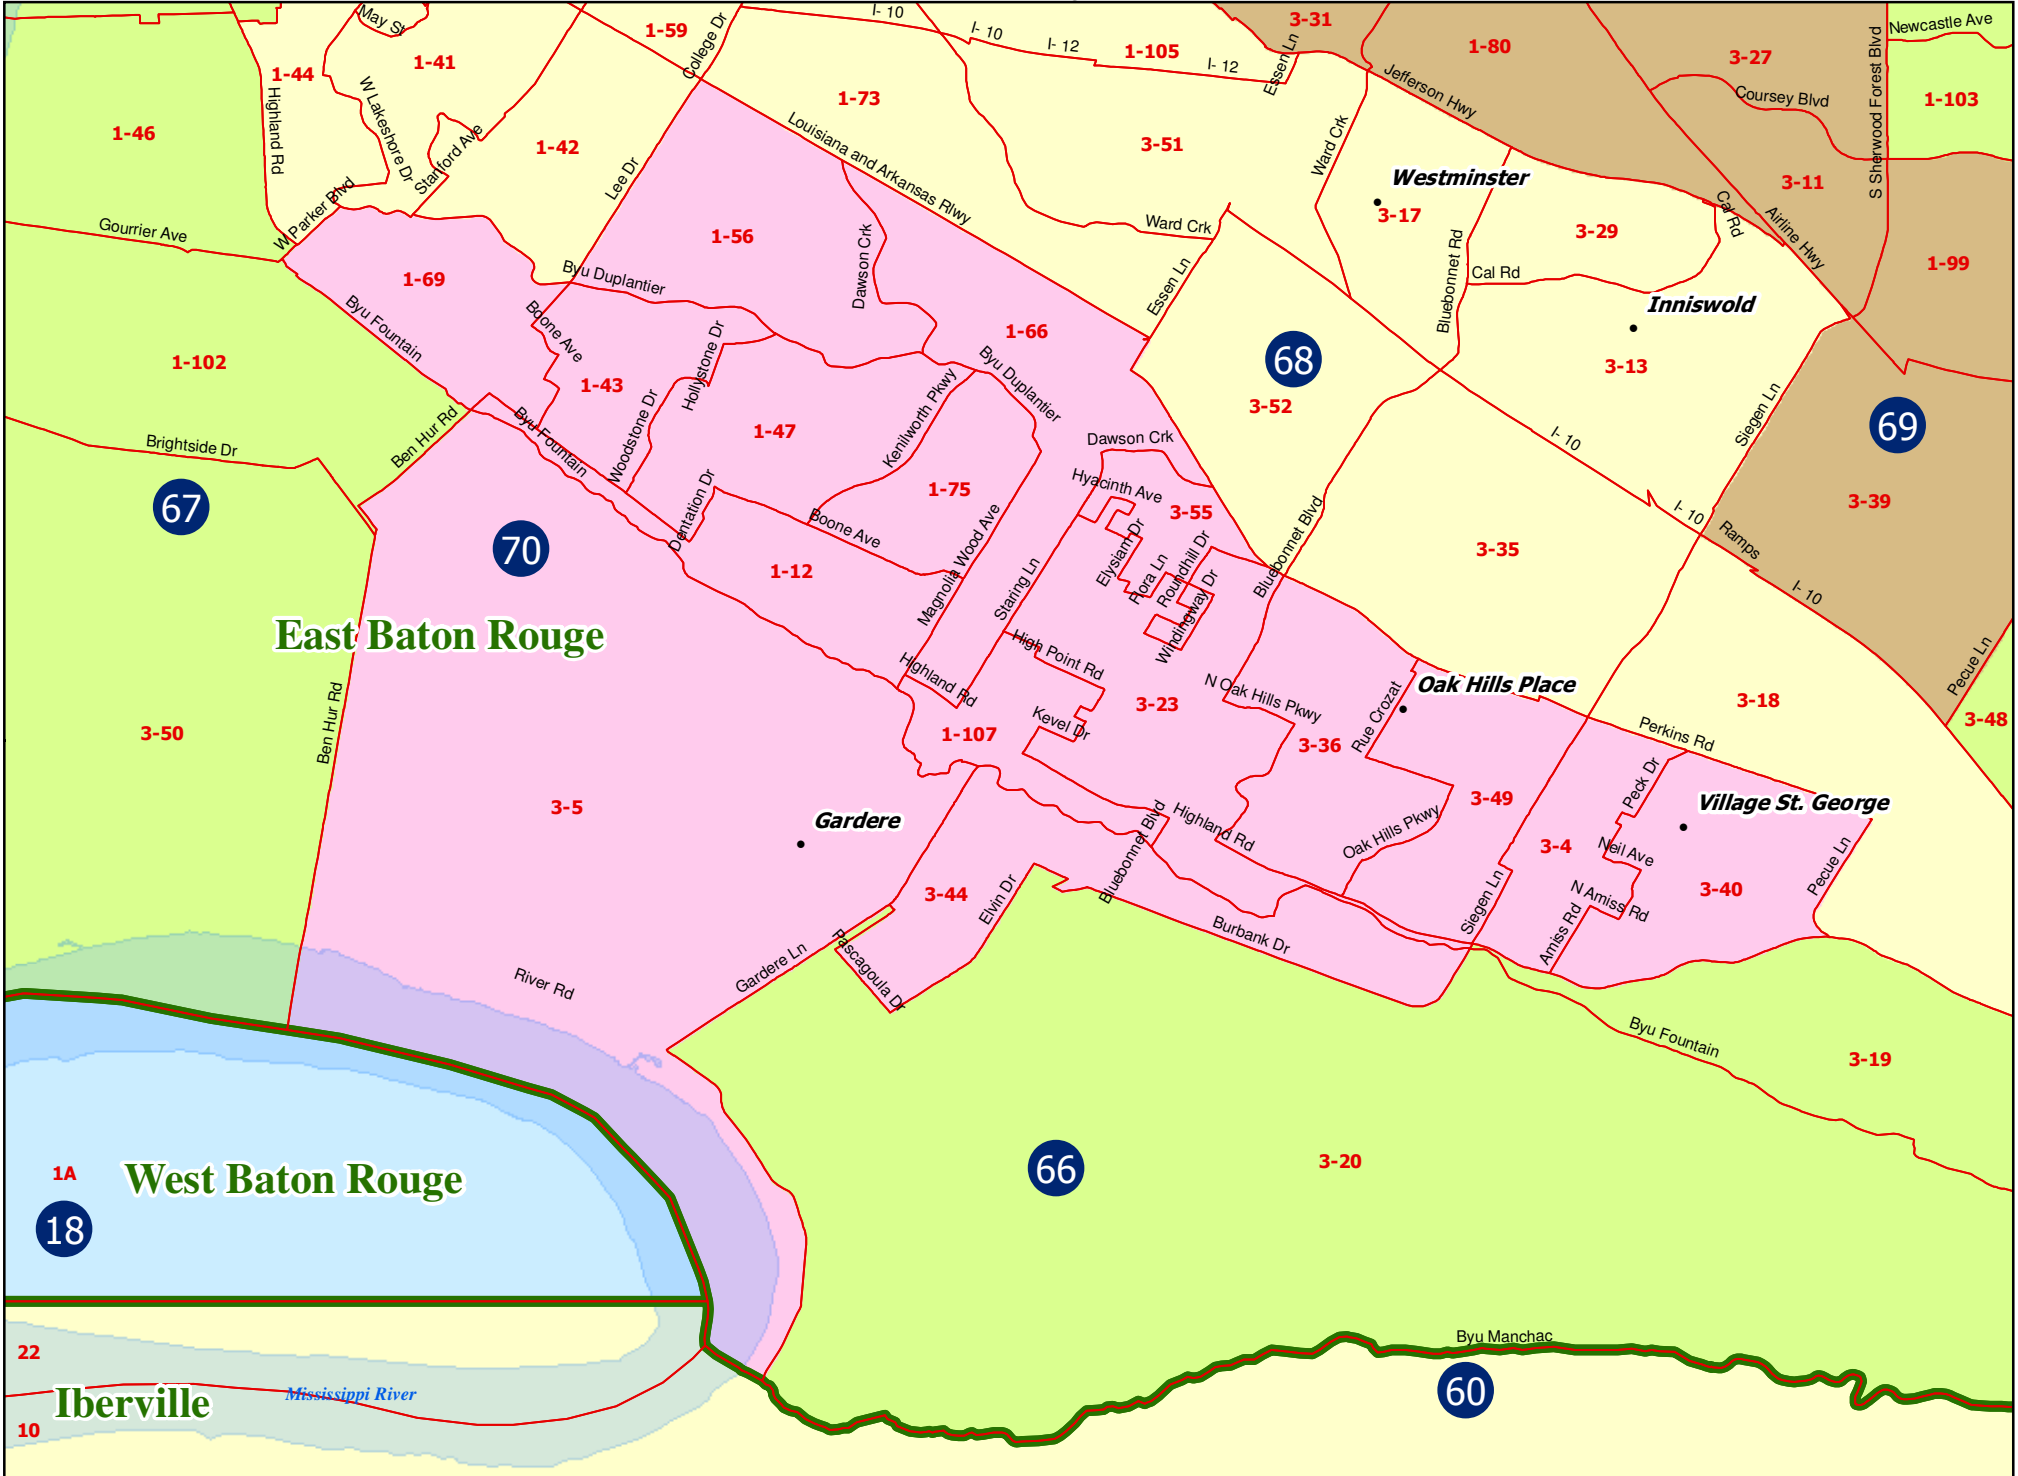 May St
1-59
College Dr
I- 10
I- 10
I- 12
1-105
I- 12
Essen Ln
3-31
1-80
3-27
S Sherwood Forest Blvd
Newcastle Ave
1-44
1-41
1-73
Jefferson Hwy
Coursey Blvd
1-103
1-46
Highland Rd
W Lakeshore Dr
Stanford Ave
1-42
Lee Dr
Louisiana and Arkansas Rlwy
3-51
Ward Crk
Westminster
3-17
3-11
W Parker Blvd
Gourrier Ave
1-56
Dawson Crk
Ward Crk
Essen Ln
Bluebonnet Rd
3-29
Cal Rd
Cal Rd
Airline Hwy
1-99
1-69
Byu Duplantier
Inniswold
Byu Fountain
Boone Ave
1-66
1-102
Hollystone Dr
Byu Duplantier
68
3-13
1-43
Woodstone Dr
Kenilworth Pkwy
3-52
Siegen Ln
69
Ben Hur Rd
Byu Fountain
1-47
Dawson Crk
I- 10
Brightside Dr
67
Dentation Dr
1-75
Hyacinth Ave
3-55
3-39
I- 10
Ramps
70
Boone Ave
Magnolia Wood Ave
Staring Ln
Elysian Dr
Flora Ln
Roundhill Dr
Windingway Dr
Bluebonnet Blvd
3-35
I- 10
1-12
East Baton Rouge
High Point Rd
Highland Rd
N Oak Hills Pkwy
Rue Crozat
Oak Hills Place
Pecue Ln
3-50
Ben Hur Rd
1-107
Kevel Dr
3-23
3-36
3-18
Perkins Rd
3-48
3-5
Gardere
Bluebonnet Blvd
Highland Rd
Oak Hills Pkwy
3-49
Peck Dr
Village St. George
3-4
Neil Ave
Pecue Ln
3-44
Elvin Dr
Siegen Ln
N Amiss Rd
Amiss Rd
3-40
River Rd
Gardere Ln
Pascagoula Dr
Burbank Dr
Byu Fountain
3-19
1A
West Baton Rouge
66
3-20
18
Byu Manchac
22
Iberville
Mississippi River
60
10